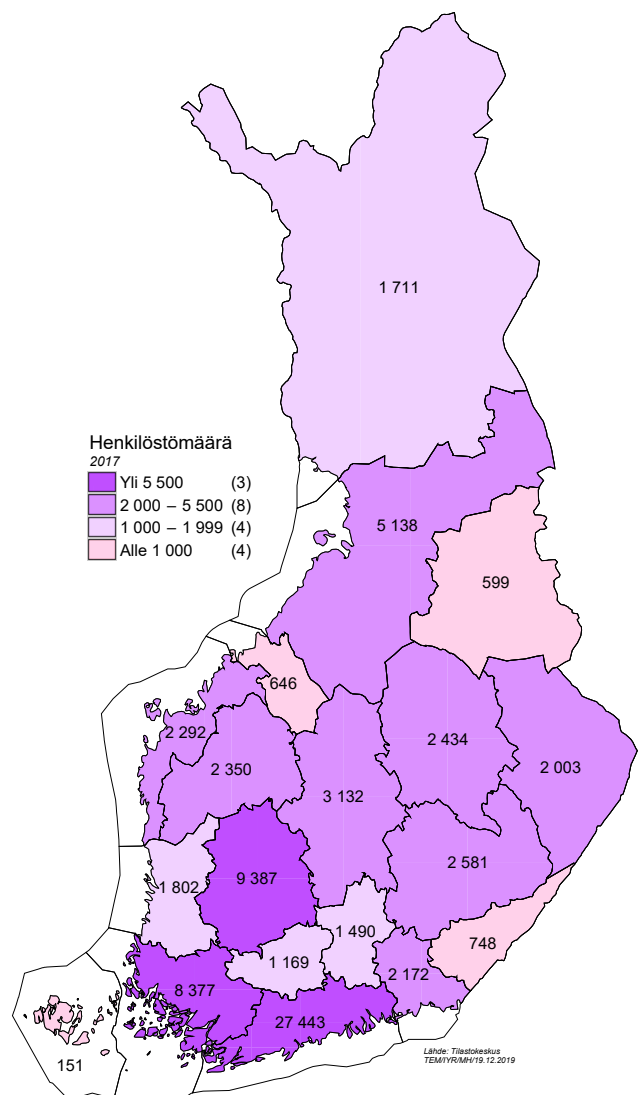 1 711
Henkilöstömäärä
2017
Yli 5 500 (3)
2 000 – 5 500 (8)
1 000 – 1 999 (4)
Alle 1 000 (4)
5 138
599
646
2 292
2 434
2 350
2 003
3 132
2 581
9 387
1 802
1 490
748
1 169
2 172
8 377
27 443
151
Lähde: Tilastokeskus
TEM/IYR/MH/19.12.2019